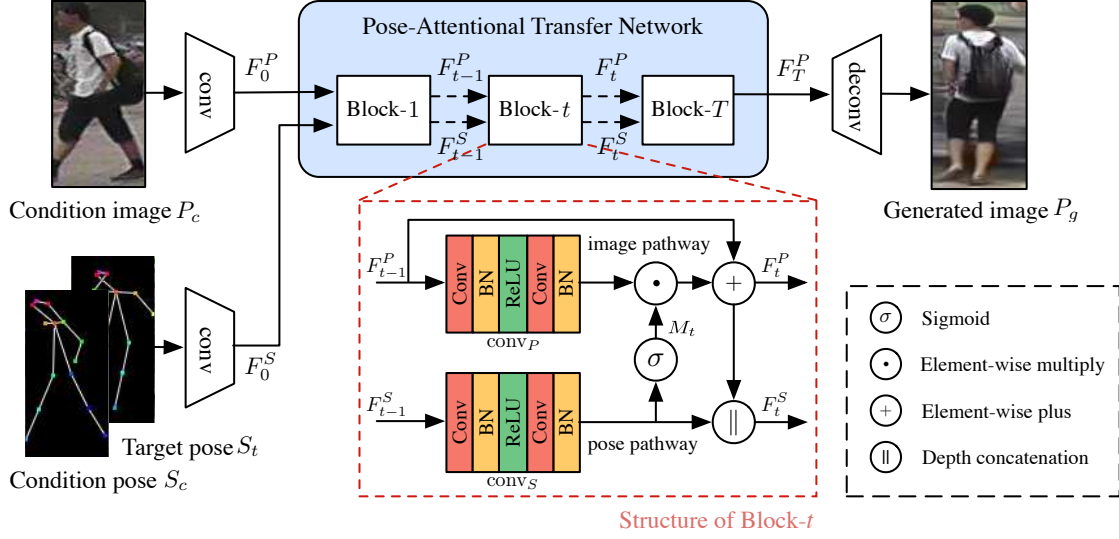 Pose-Attentional Transfer Network
conv
F_0^P
Block-1
F_{t-1}^P
F_{t-1}^S
Block-t
F_t^P
F_t^S
Block-T
F_T^P
deconv
Condition image P_c
Generated image P_g
conv
F_0^S
Target pose S_t
Condition pose S_c
F_{t-1}^P
Conv
BN
ReLU
Conv
BN
conv_P
image pathway
·
+
F_t^P
M_t
σ
F_{t-1}^S
Conv
BN
ReLU
Conv
BN
conv_S
pose pathway
||
F_t^S
Structure of Block-t
σ Sigmoid
· Element-wise multiply
+ Element-wise plus
|| Depth concatenation